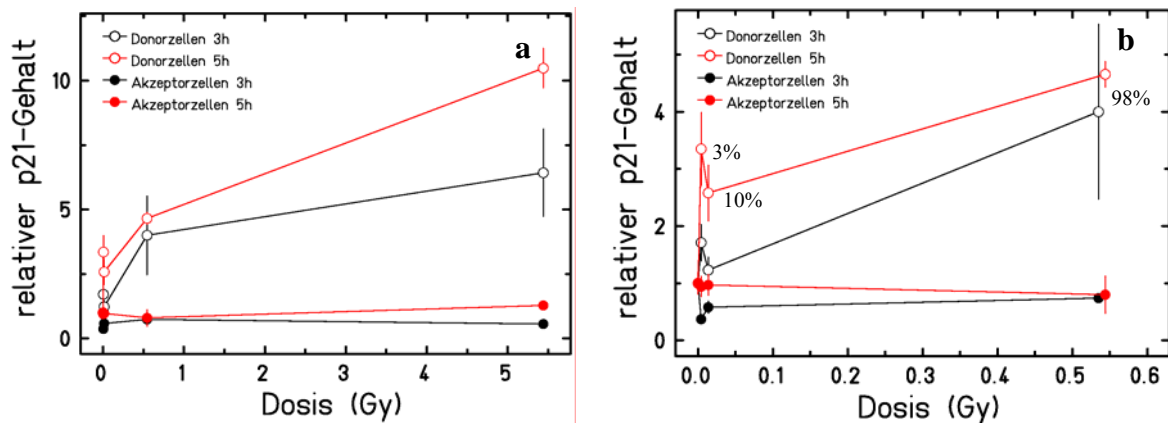 a
Donorzellen 3h
Donorzellen 5h
Akzeptorzellen 3h
Akzeptorzellen 5h
relativer p21-Gehalt
10
5
0
0 1 2 3 4 5
Dosis (Gy)
b
Donorzellen 3h
Donorzellen 5h
Akzeptorzellen 3h
Akzeptorzellen 5h
98%
3%
10%
relativer p21-Gehalt
4
2
0
0.0 0.1 0.2 0.3 0.4 0.5 0.6
Dosis (Gy)